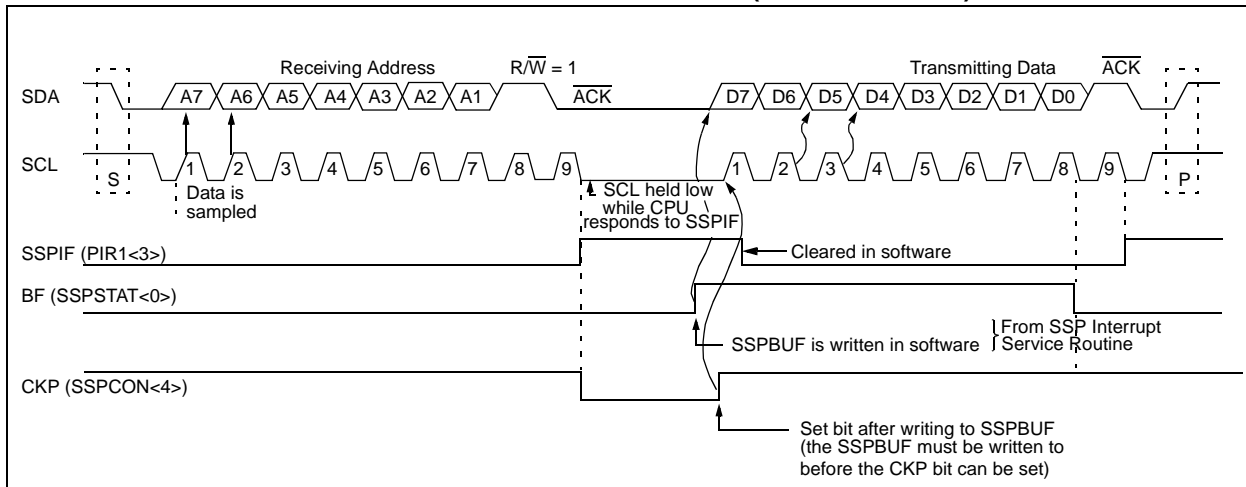 Receiving Address R/W = 1 Transmitting Data ACK
SDA A7 A6 A5 A4 A3 A2 A1 ACK D7 D6 D5 D4 D3 D2 D1 D0
SCL S 1 2 3 4 5 6 7 8 9 1 2 3 4 5 6 7 8 9 P
Data is
sampled
SCL held low
while CPU
responds to SSPIF
SSPIF (PIR1<3>)
Cleared in software
BF (SSPSTAT<0>)
SSPBUF is written in software
From SSP Interrupt
Service Routine
CKP (SSPCON<4>)
Set bit after writing to SSPBUF
(the SSPBUF must be written to
before the CKP bit can be set)